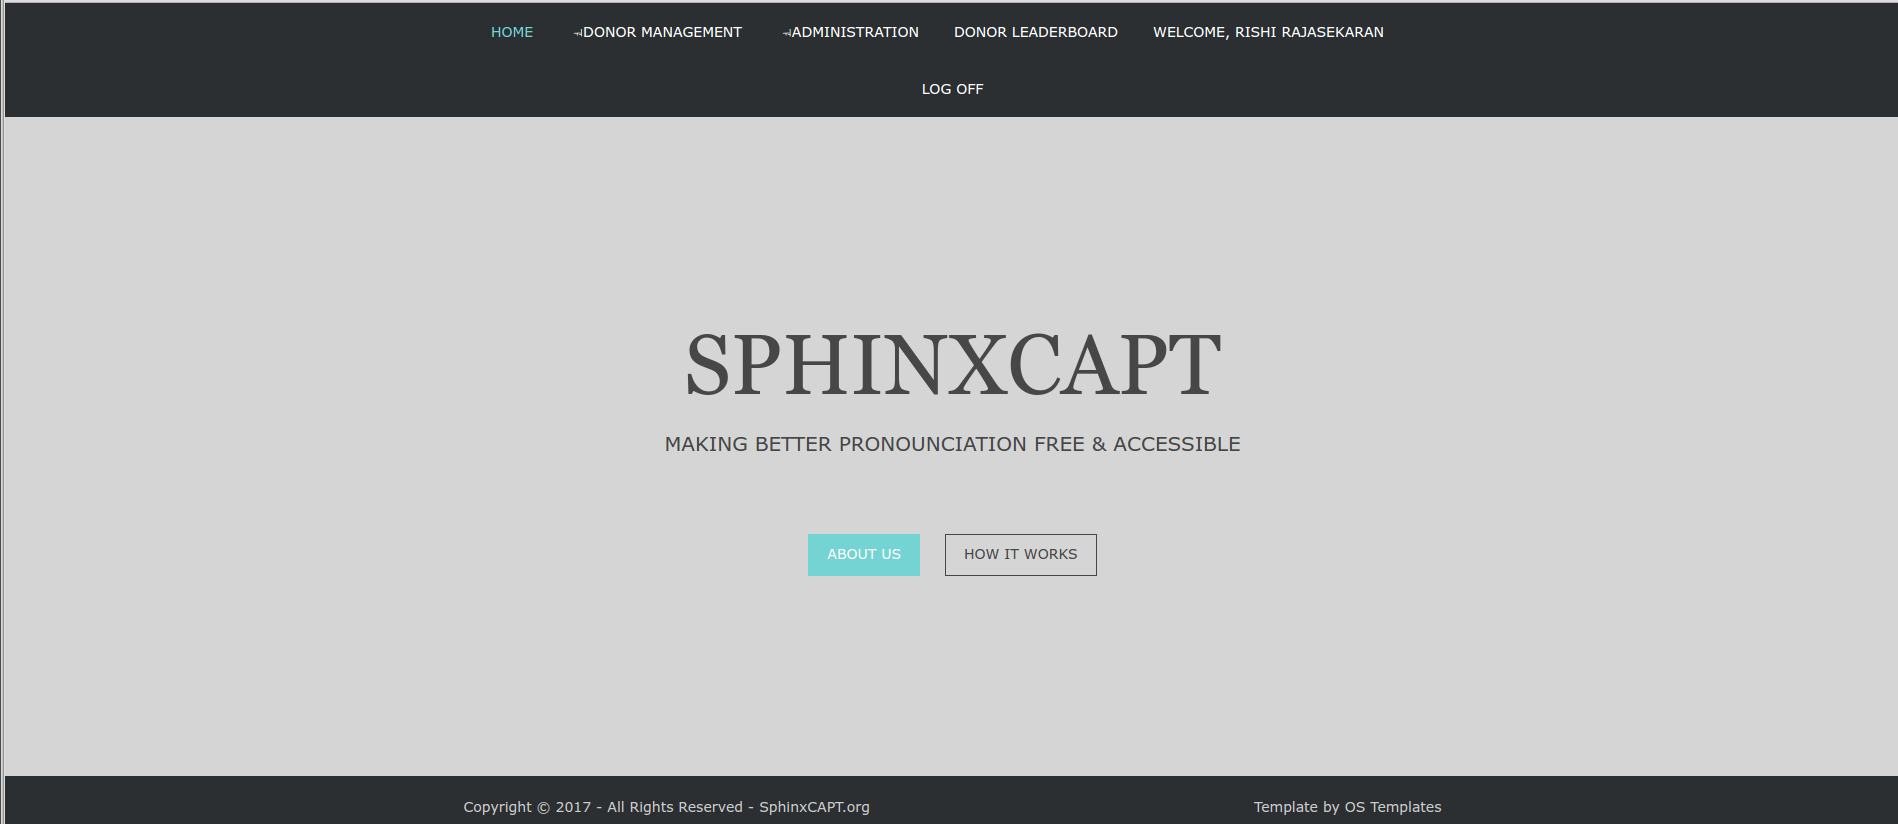 HOME DONOR MANAGEMENT ADMINISTRATION DONOR LEADERBOARD WELCOME, RISHI RAJASEKARAN
LOG OFF
SPHINXCAPT
MAKING BETTER PRONOUNCIATION FREE & ACCESSIBLE
ABOUT US HOW IT WORKS
Copyright © 2017 - All Rights Reserved - SphinxCAPT.org Template by OS Templates